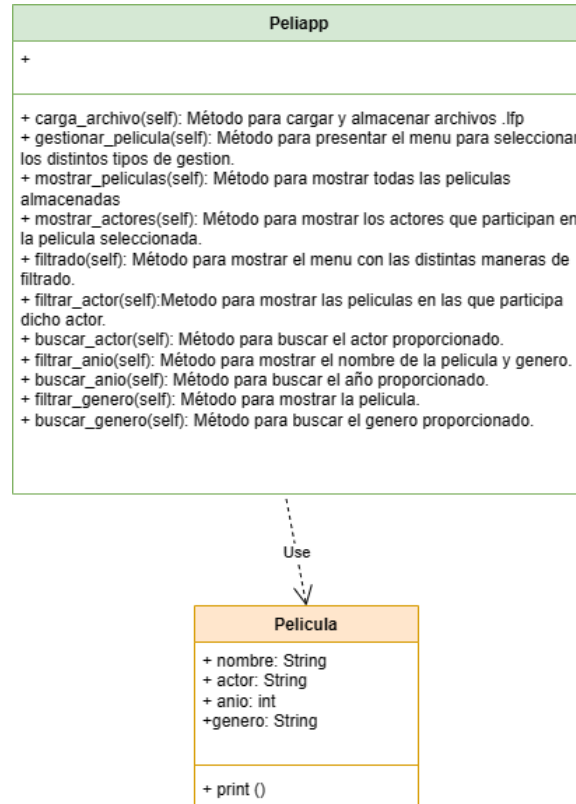 Peliapp
+
+ carga_archivo(self): Método para cargar y almacenar archivos .lfp
+ gestionar_pelicula(self): Método para presentar el menu para seleccionar
los distintos tipos de gestion.
+ mostrar_peliculas(self): Método para mostrar todas las peliculas
almacenadas
+ mostrar_actores(self): Método para mostrar los actores que participan en
la pelicula seleccionada.
+ filtrado(self): Método para mostrar el menu con las distintas maneras de
filtrado.
+ filtrar_actor(self):Metodo para mostrar las peliculas en las que participa
dicho actor.
+ buscar_actor(self): Método para buscar el actor proporcionado.
+ filtrar_anio(self): Método para mostrar el nombre de la pelicula y genero.
+ buscar_anio(self): Método para buscar el año proporcionado.
+ filtrar_genero(self): Método para mostrar la pelicula.
+ buscar_genero(self): Método para buscar el genero proporcionado.
Use
Pelicula
+ nombre: String
+ actor: String
+ anio: int
+genero: String
+ print ()